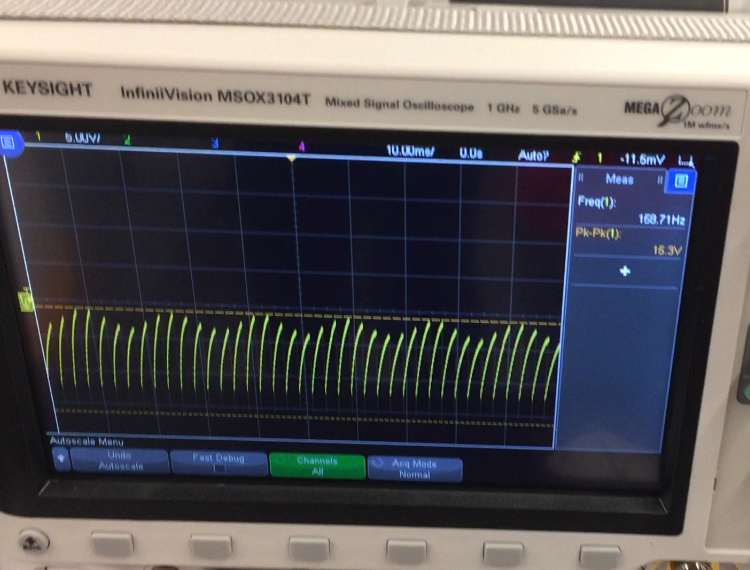 KEYSIGHT InfiniiVision MSOX3104T Mixed Signal Oscilloscope 1 GHz 5 GSa/s MEGA Zoom
1M wfms/s
1 5.00V/ 2 3 4 10.00ms/ 0.0s Auto? 1 -11.5mV
Meas
Freq(1):
158.71Hz
Pk-Pk(1):
15.3V
Autoscale Menu
Undo
Autoscale
Fast Debug
Channels
All
Acq Mode
Normal
Back